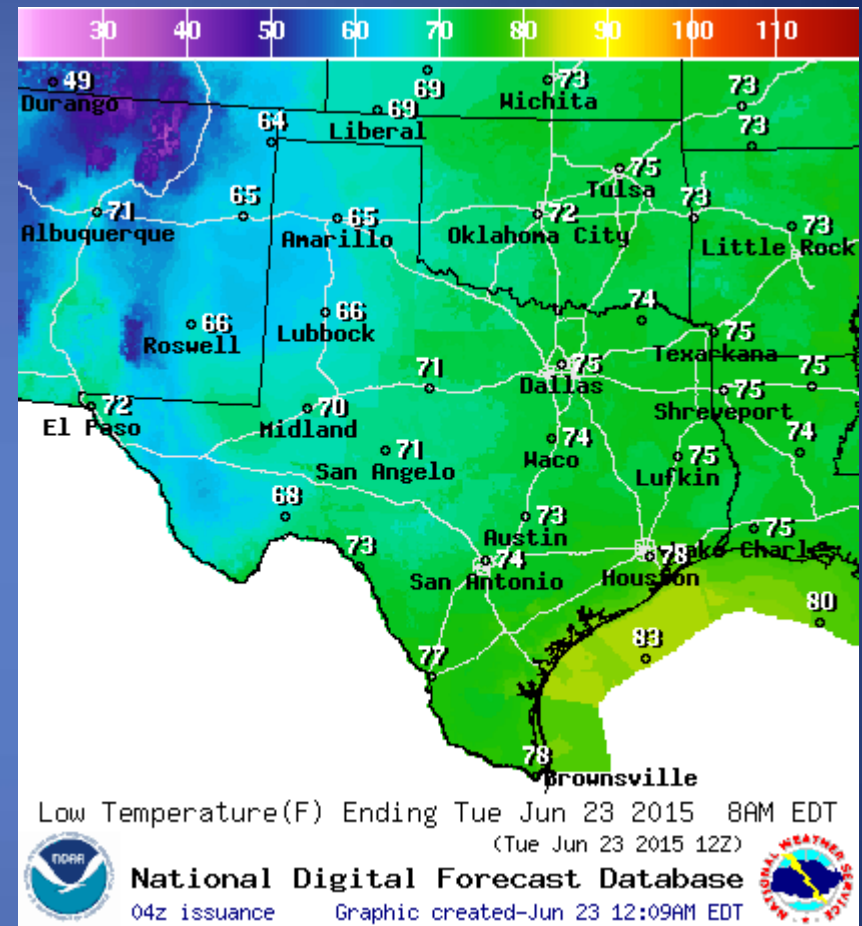 30 40 50 60 70 80 90 100 110
49
Durango
69
73
Wichita
73
69
Liberal
64
73
75
Tulsa
71
Albuquerque
65
65
Amarillo
72
Oklahoma City
73
73
Little Rock
66
Roswell
66
Lubbock
74
75
Texarkana
71
75
Dallas
75
Shreveport
75
72
El Paso
70
Midland
71
San Angelo
74
Waco
75
Lufkin
74
68
73
Austin
75
Lake Charles
73
74
San Antonio
78
Houston
80
83
77
78
Brownsville
Low Temperature(F) Ending Tue Jun 23 2015 8AM EDT
(Tue Jun 23 2015 12Z)
NOAA
National Digital Forecast Database
04z issuance Graphic created-Jun 23 12:09AM EDT
NATIONAL WEATHER SERVICE